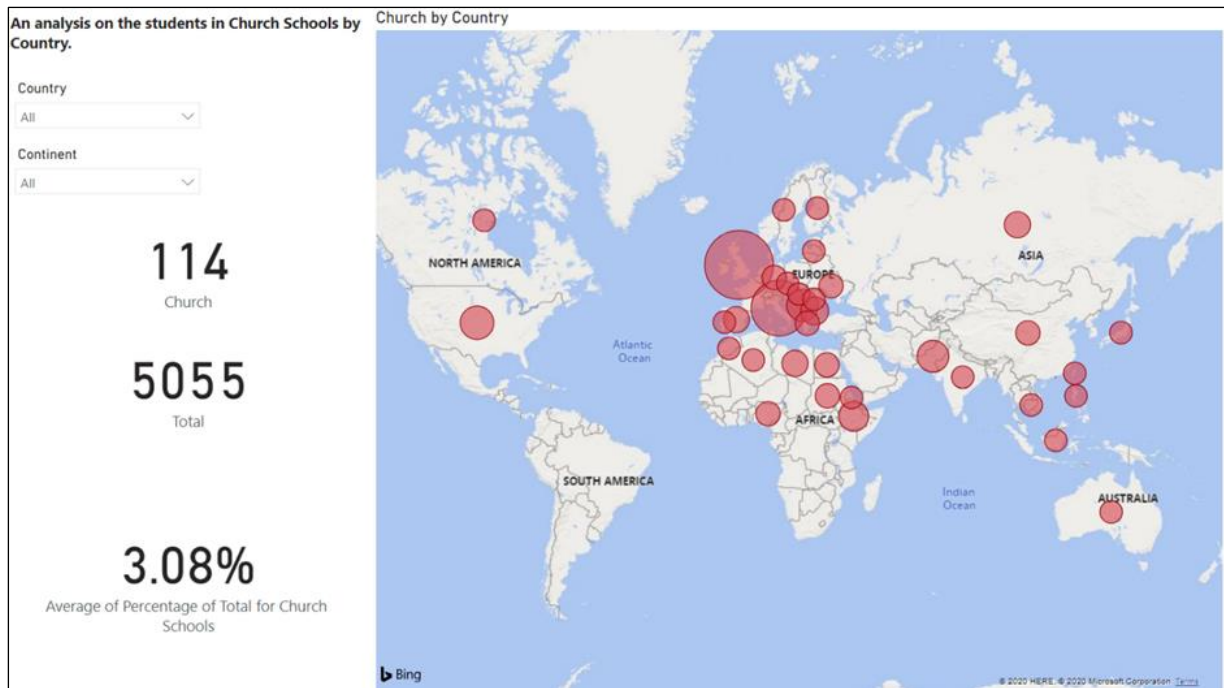 An analysis on the students in Church Schools by
Country.
Country
All
Continent
All
114
Church
5055
Total
3.08%
Average of Percentage of Total for Church
Schools
Church by Country
NORTH AMERICA
EUROPE
ASIA
Atlantic
Ocean
AFRICA
SOUTH AMERICA
Indian
Ocean
AUSTRALIA
Bing
© 2020 HERE, © 2020 Microsoft Corporation Terms